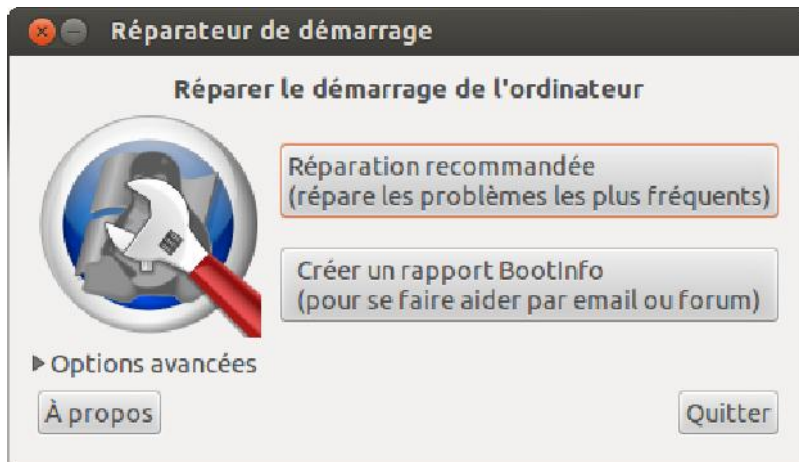 Réparateur de démarrage
Réparer le démarrage de l'ordinateur
Réparation recommandée
(répare les problèmes les plus fréquents)
Créer un rapport BootInfo
(pour se faire aider par email ou forum)
Options avancées
À propos
Quitter